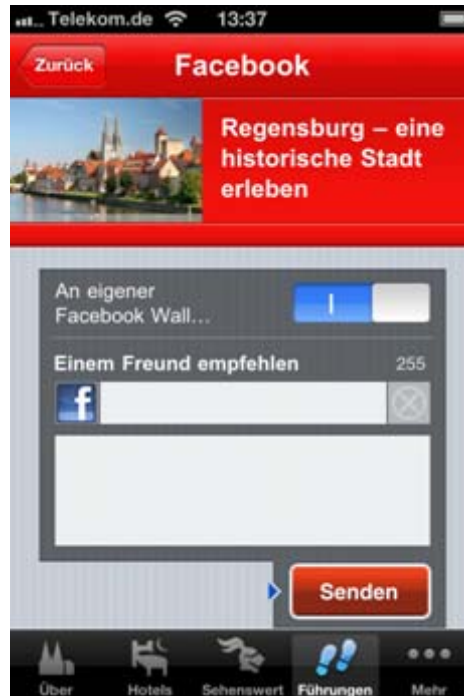 Telekom.de 13:37
Zurück Facebook
Regensburg – eine
historische Stadt
erleben
An eigener
Facebook Wall...
Einem Freund empfehlen 255
f
Senden
Über Hotels Sehenswert Führungen Mehr